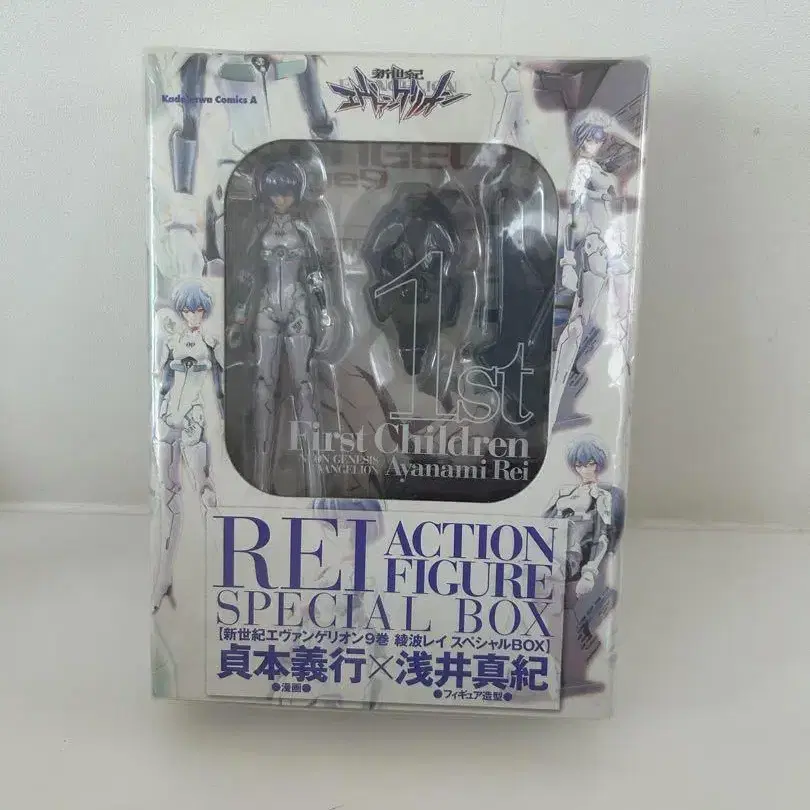 新世紀
エヴァンゲリオン
Kadokawa Comics A
1st
First Children
NEON GENESIS
EVANGELION
Ayanami Rei
REI ACTION
FIGURE
SPECIAL BOX
【新世紀エヴァンゲリオン9巻 綾波レイ スペシャルBOX】
貞本義行×浅井真紀
●漫画● ●フィギュア造型●